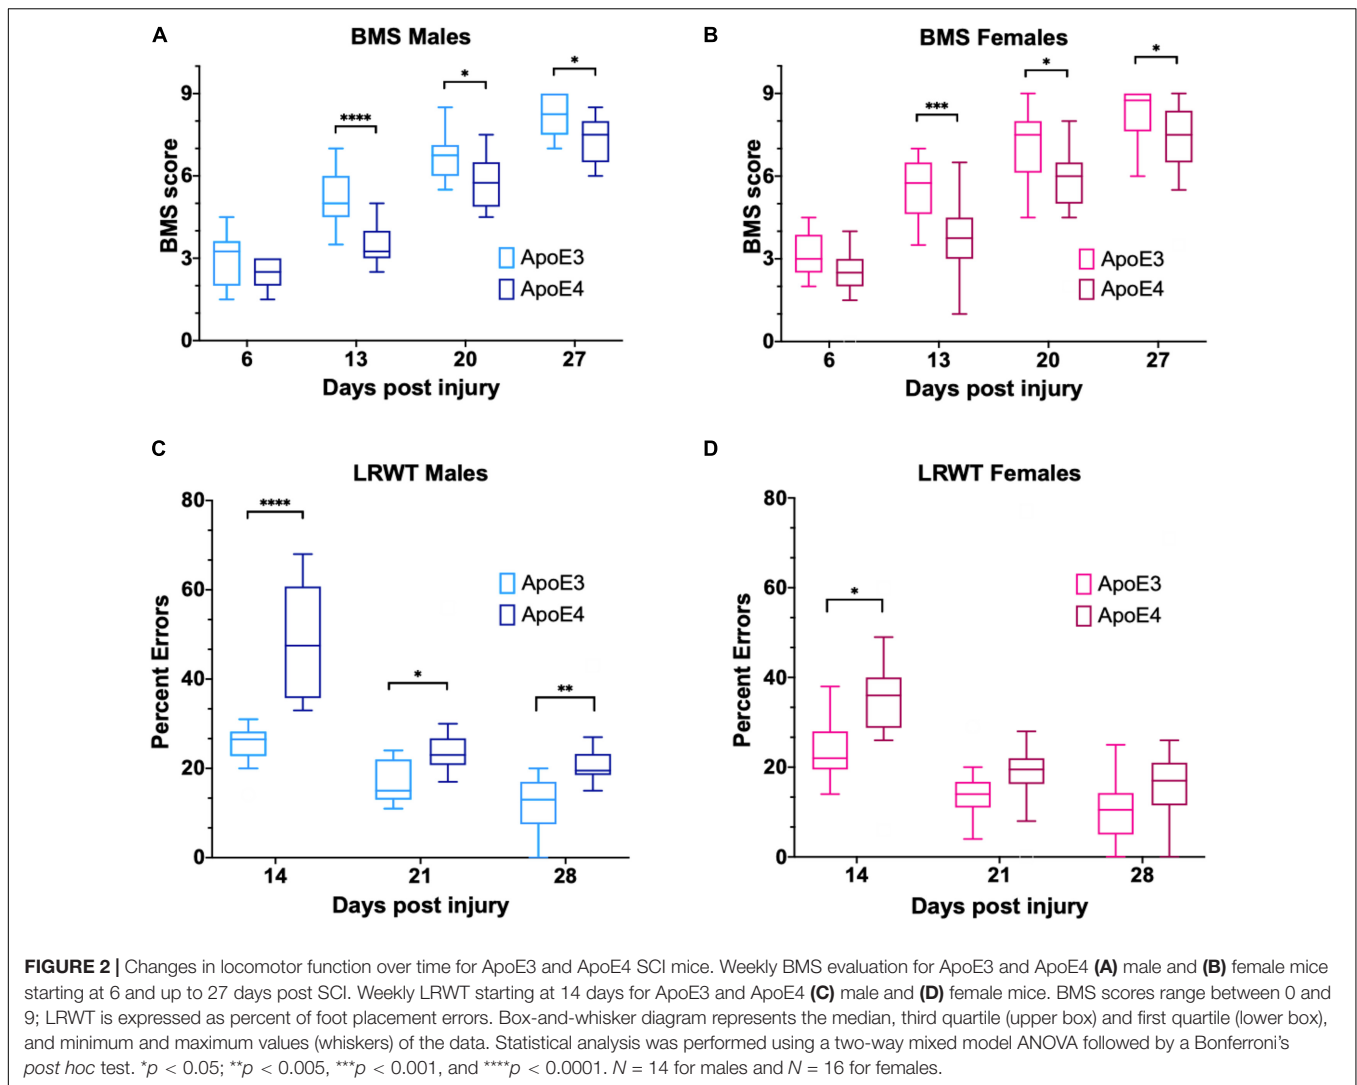 A
BMS Males
BMS score
9
6
3
0
****
*
*
ApoE3
ApoE4
6 13 20 27
Days post injury
B
BMS Females
BMS score
9
6
3
0
***
*
*
ApoE3
ApoE4
6 13 20 27
Days post injury
C
LRWT Males
Percent Errors
80
60
40
20
0
****
*
**
ApoE3
ApoE4
14 21 28
Days post injury
D
LRWT Females
Percent Errors
80
60
40
20
0
*
ApoE3
ApoE4
14 21 28
Days post injury
FIGURE 2 | Changes in locomotor function over time for ApoE3 and ApoE4 SCI mice. Weekly BMS evaluation for ApoE3 and ApoE4 (A) male and (B) female mice
starting at 6 and up to 27 days post SCI. Weekly LRWT starting at 14 days for ApoE3 and ApoE4 (C) male and (D) female mice. BMS scores range between 0 and
9; LRWT is expressed as percent of foot placement errors. Box-and-whisker diagram represents the median, third quartile (upper box) and first quartile (lower box),
and minimum and maximum values (whiskers) of the data. Statistical analysis was performed using a two-way mixed model ANOVA followed by a Bonferroni's
post hoc test. *p < 0.05; **p < 0.005, ***p < 0.001, and ****p < 0.0001. N = 14 for males and N = 16 for females.